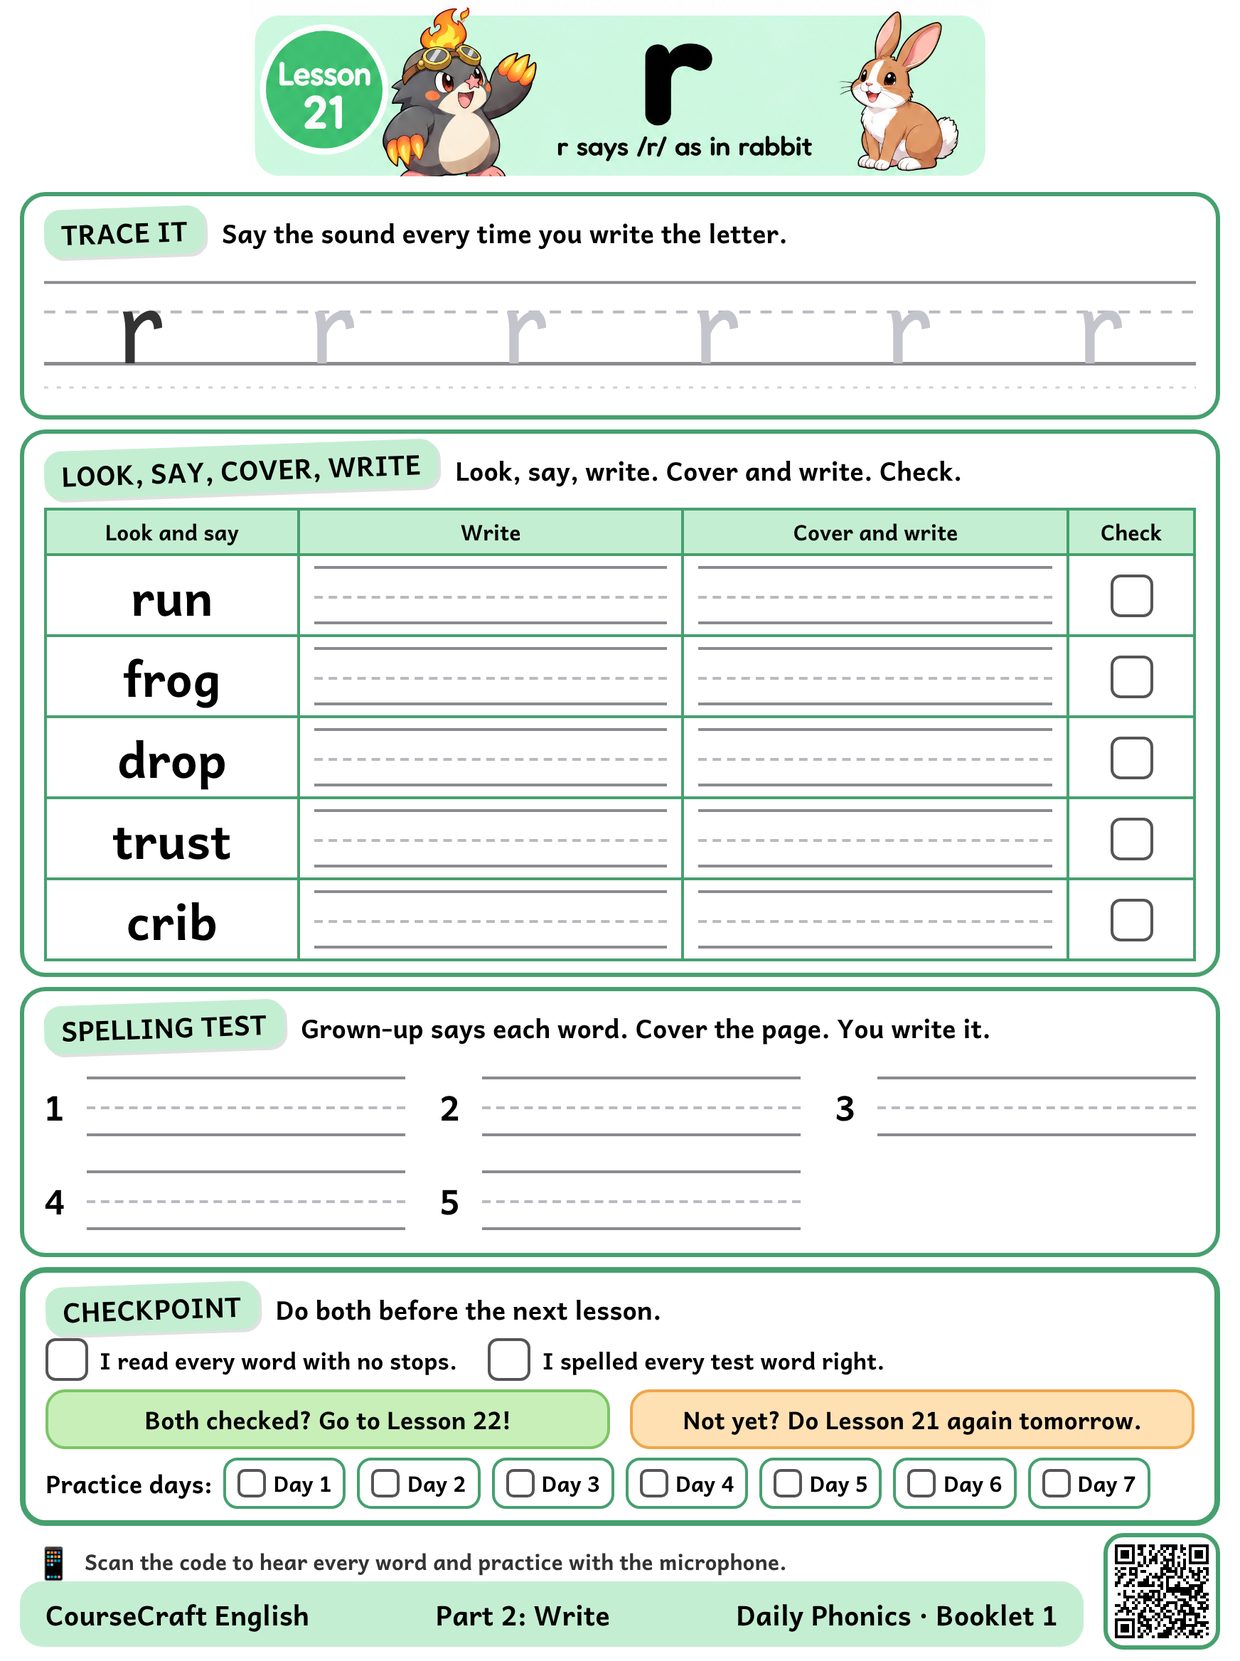 Lesson
21
r
r says /r/ as in rabbit
TRACE IT Say the sound every time you write the letter.
r r r r r r
LOOK, SAY, COVER, WRITE Look, say, write. Cover and write. Check.
Look and say Write Cover and write Check
run
frog
drop
trust
crib
SPELLING TEST Grown-up says each word. Cover the page. You write it.
1 2 3
4 5
CHECKPOINT Do both before the next lesson.
I read every word with no stops. I spelled every test word right.
Both checked? Go to Lesson 22! Not yet? Do Lesson 21 again tomorrow.
Practice days: Day 1 Day 2 Day 3 Day 4 Day 5 Day 6 Day 7
Scan the code to hear every word and practice with the microphone.
CourseCraft English Part 2: Write Daily Phonics · Booklet 1